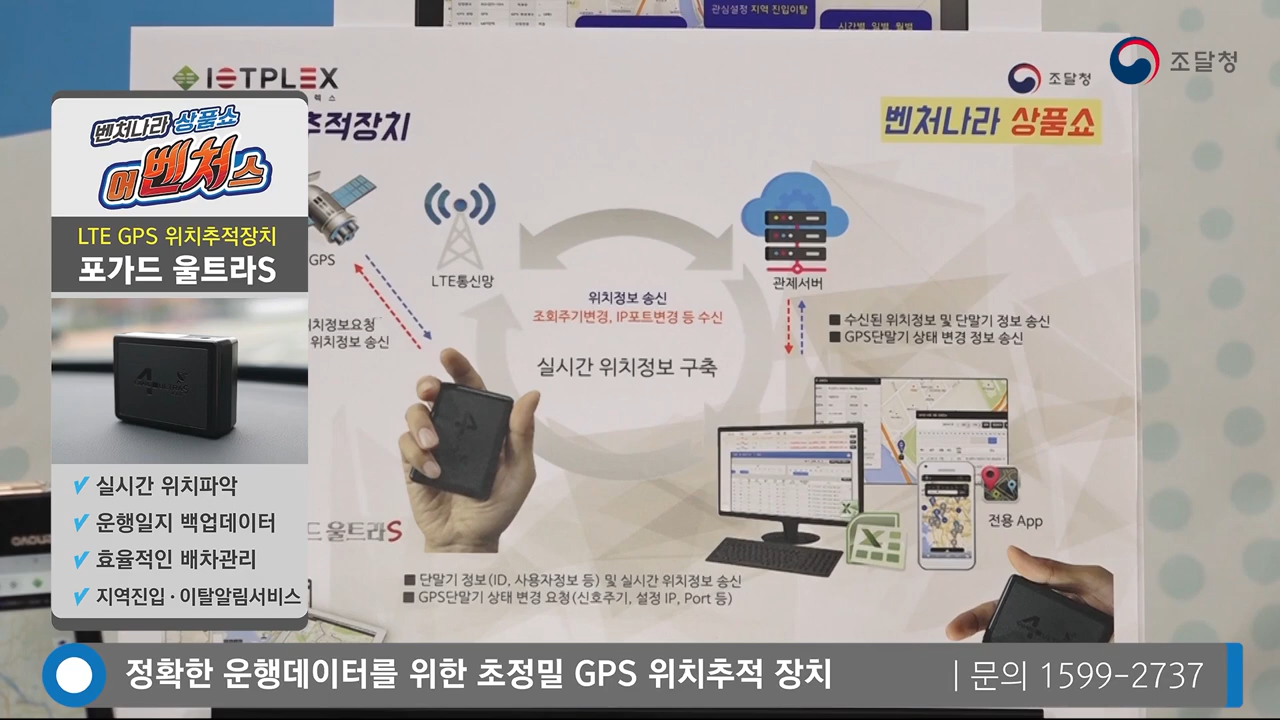 관심설정 지역 진입이탈
시간별 일별 월별
IOTPLEX
렉스
추적장치
조달청
벤처나라 상품쇼
조달청
벤처나라 상품쇼
어벤처스
LTE GPS 위치추적장치
포가드 울트라S
실시간 위치파악
운행일지 백업데이터
효율적인 배차관리
지역진입·이탈알림서비스
GPS
LTE통신망
관제서버
위치정보 송신
조회주기변경, IP포트변경 등 수신
실시간 위치정보 구축
위치정보요청
위치정보 송신
■ 수신된 위치정보 및 단말기 정보 송신
■ GPS단말기 상태 변경 정보 송신
전용 App
드 울트라S
■ 단말기 정보(ID, 사용자정보 등) 및 실시간 위치정보 송신
■ GPS단말기 상태 변경 요청(신호주기, 설정 IP, Port 등)
정확한 운행데이터를 위한 초정밀 GPS 위치추적 장치
| 문의 1599-2737